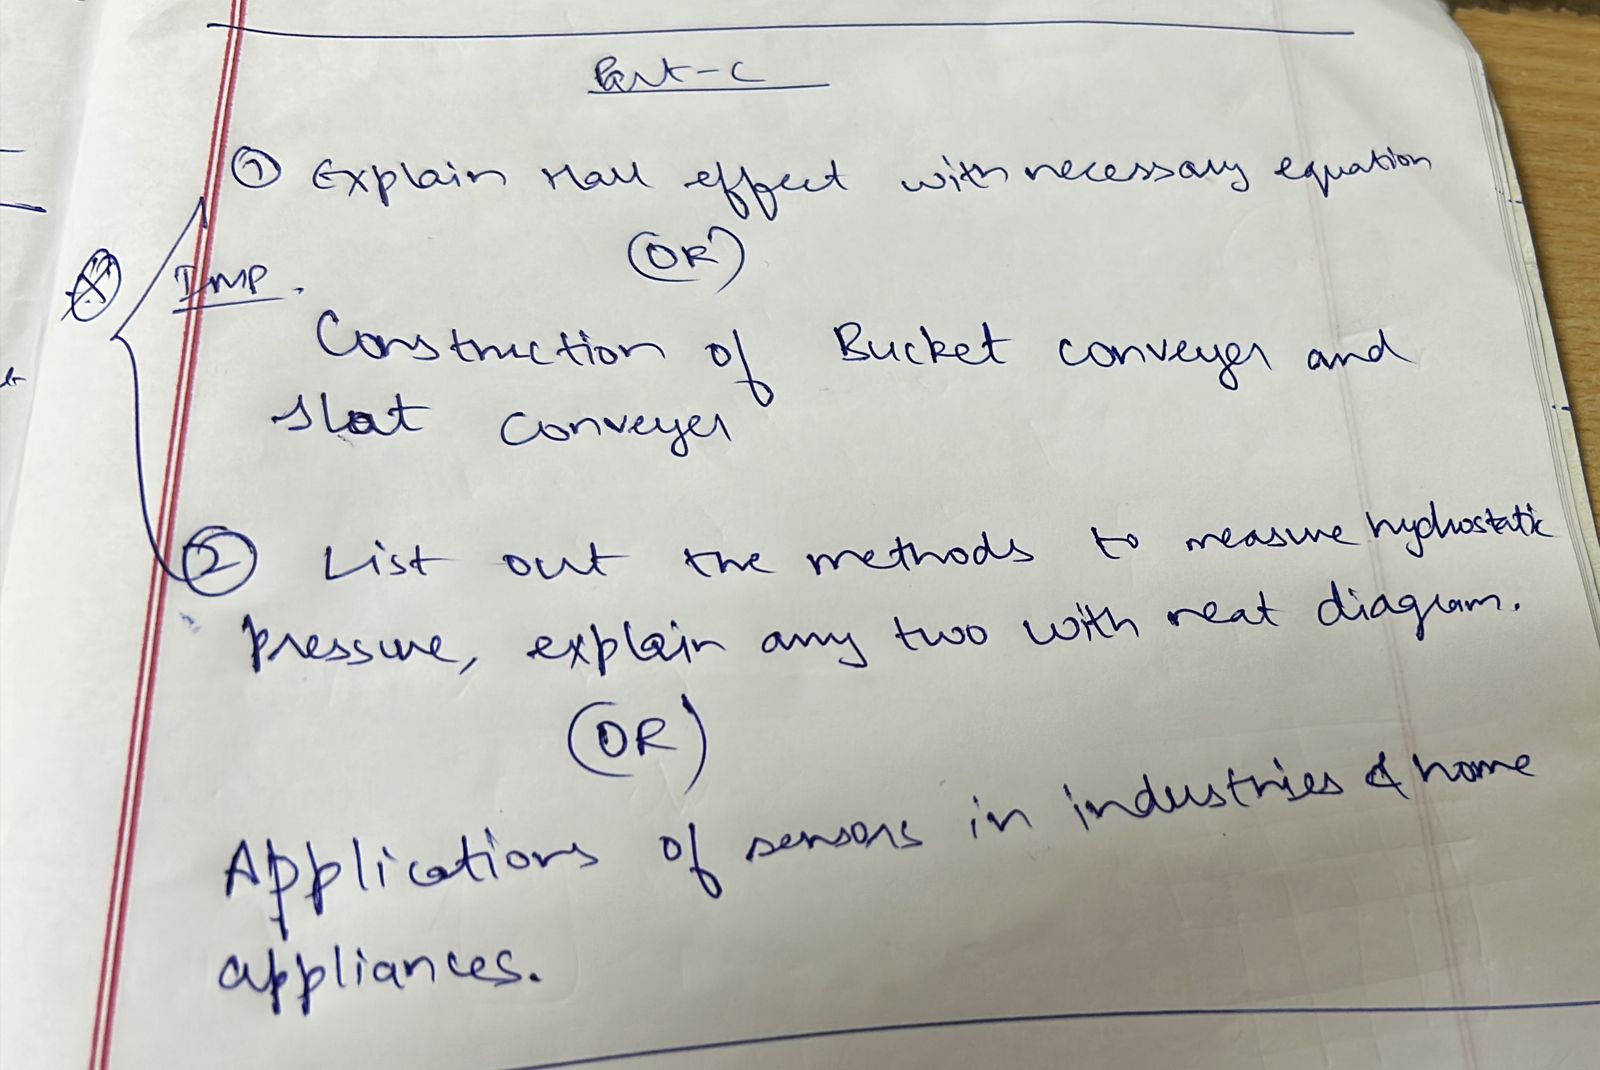 Part-C
① Explain Hall effect with necessary equation
(OR)
IMP.
Construction of Bucket conveyer and
slat conveyer
② List out the methods to measure hydrostatic
pressure, explain any two with neat diagram.
(OR)
Applications of sensors in industries & home
appliances.